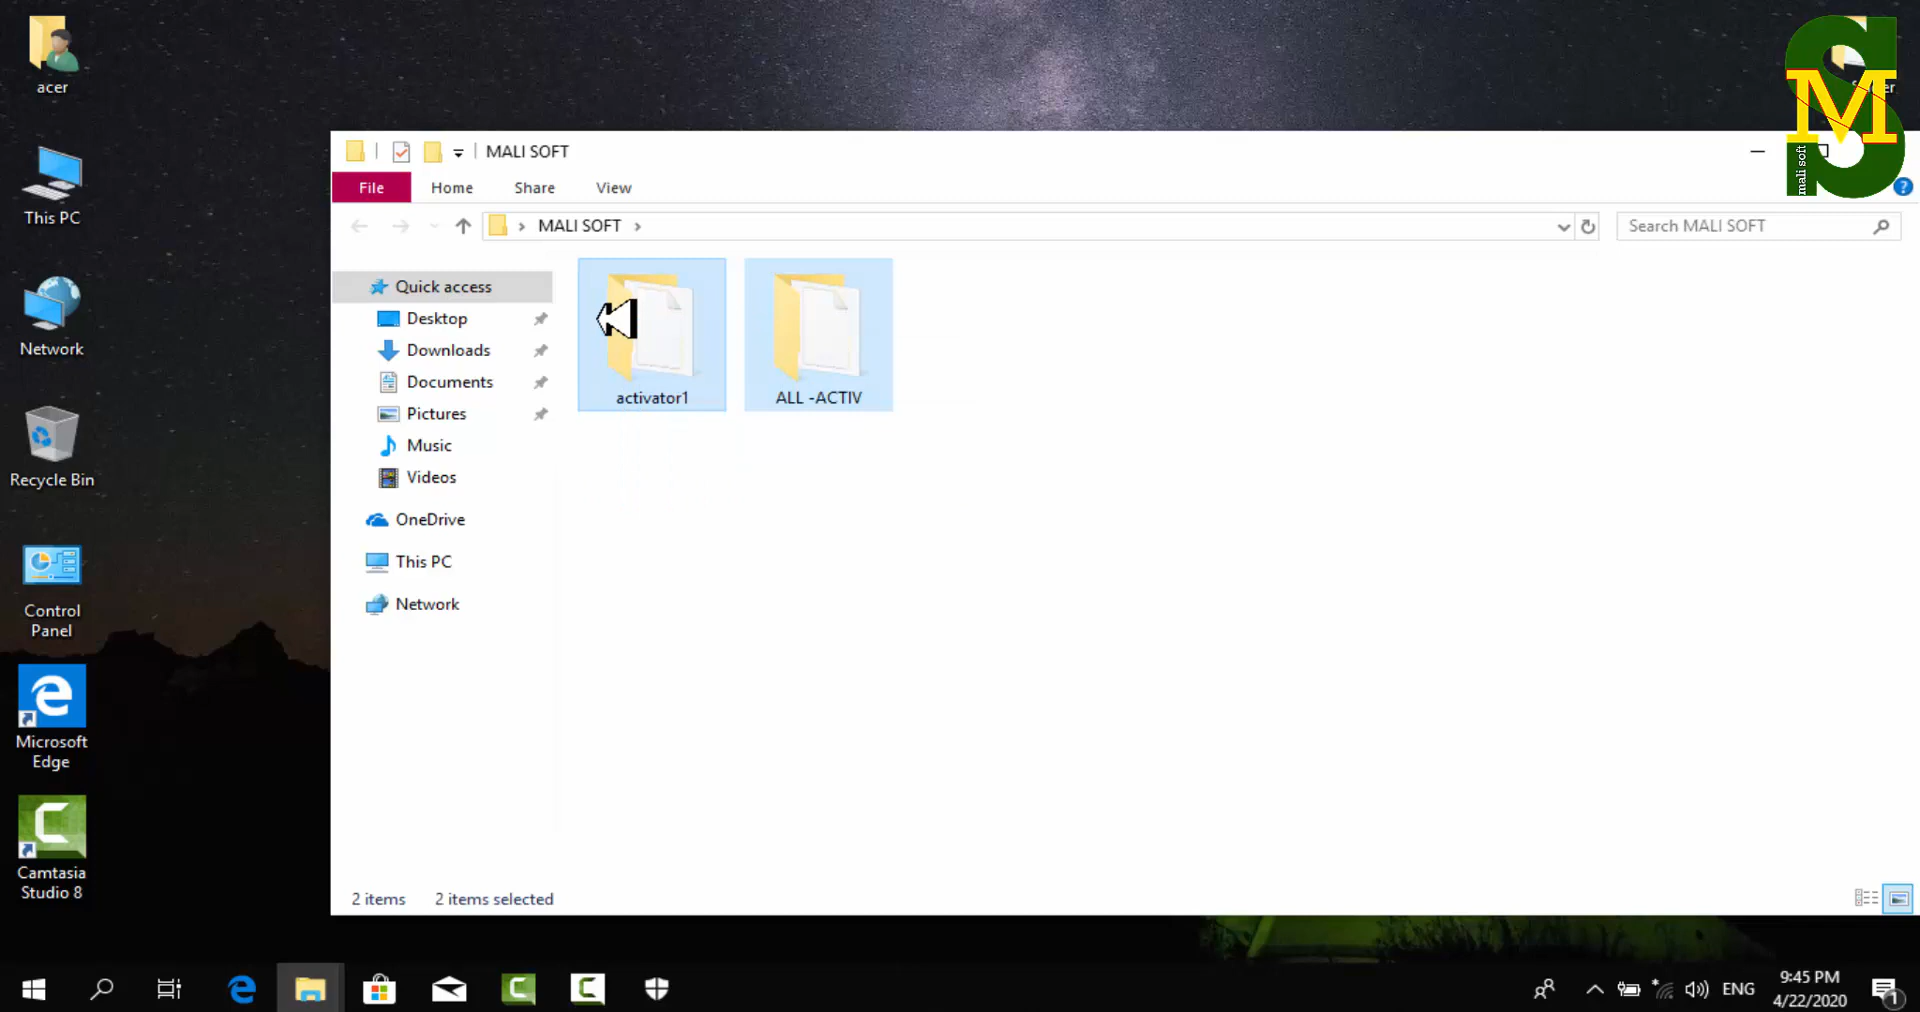 acer
This PC
Network
Recycle Bin
Control
Panel
Microsoft
Edge
Camtasia
Studio 8
MALI SOFT
File
Home
Share
View
MALI SOFT
Search MALI SOFT
Quick access
Desktop
Downloads
Documents
Pictures
Music
Videos
OneDrive
This PC
Network
activator1
ALL -ACTIV
2 items
2 items selected
S
M
mali soft
ENG
9:45 PM
4/22/2020
1